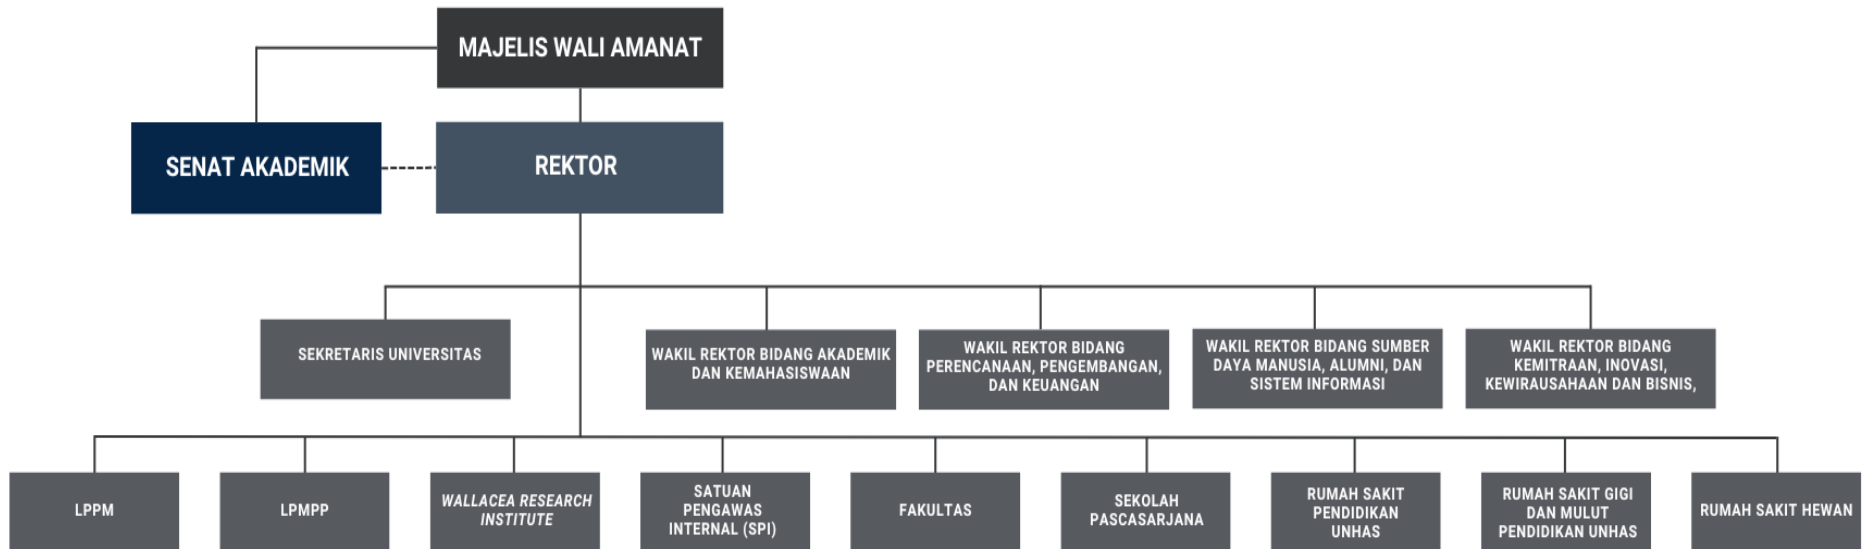 MAJELIS WALI AMANAT
SENAT AKADEMIK
REKTOR
SEKRETARIS UNIVERSITAS
WAKIL REKTOR BIDANG AKADEMIK
DAN KEMAHASISWAAN
WAKIL REKTOR BIDANG
PERENCANAAN, PENGEMBANGAN,
DAN KEUANGAN
WAKIL REKTOR BIDANG SUMBER
DAYA MANUSIA, ALUMNI, DAN
SISTEM INFORMASI
WAKIL REKTOR BIDANG
KEMITRAAN, INOVASI,
KEWIRAUSAHAAN DAN BISNIS,
LPPM
LPMPP
WALLACEA RESEARCH
INSTITUTE
SATUAN
PENGAWAS
INTERNAL (SPI)
FAKULTAS
SEKOLAH
PASCASARJANA
RUMAH SAKIT
PENDIDIKAN
UNHAS
RUMAH SAKIT GIGI
DAN MULUT
PENDIDIKAN UNHAS
RUMAH SAKIT HEWAN